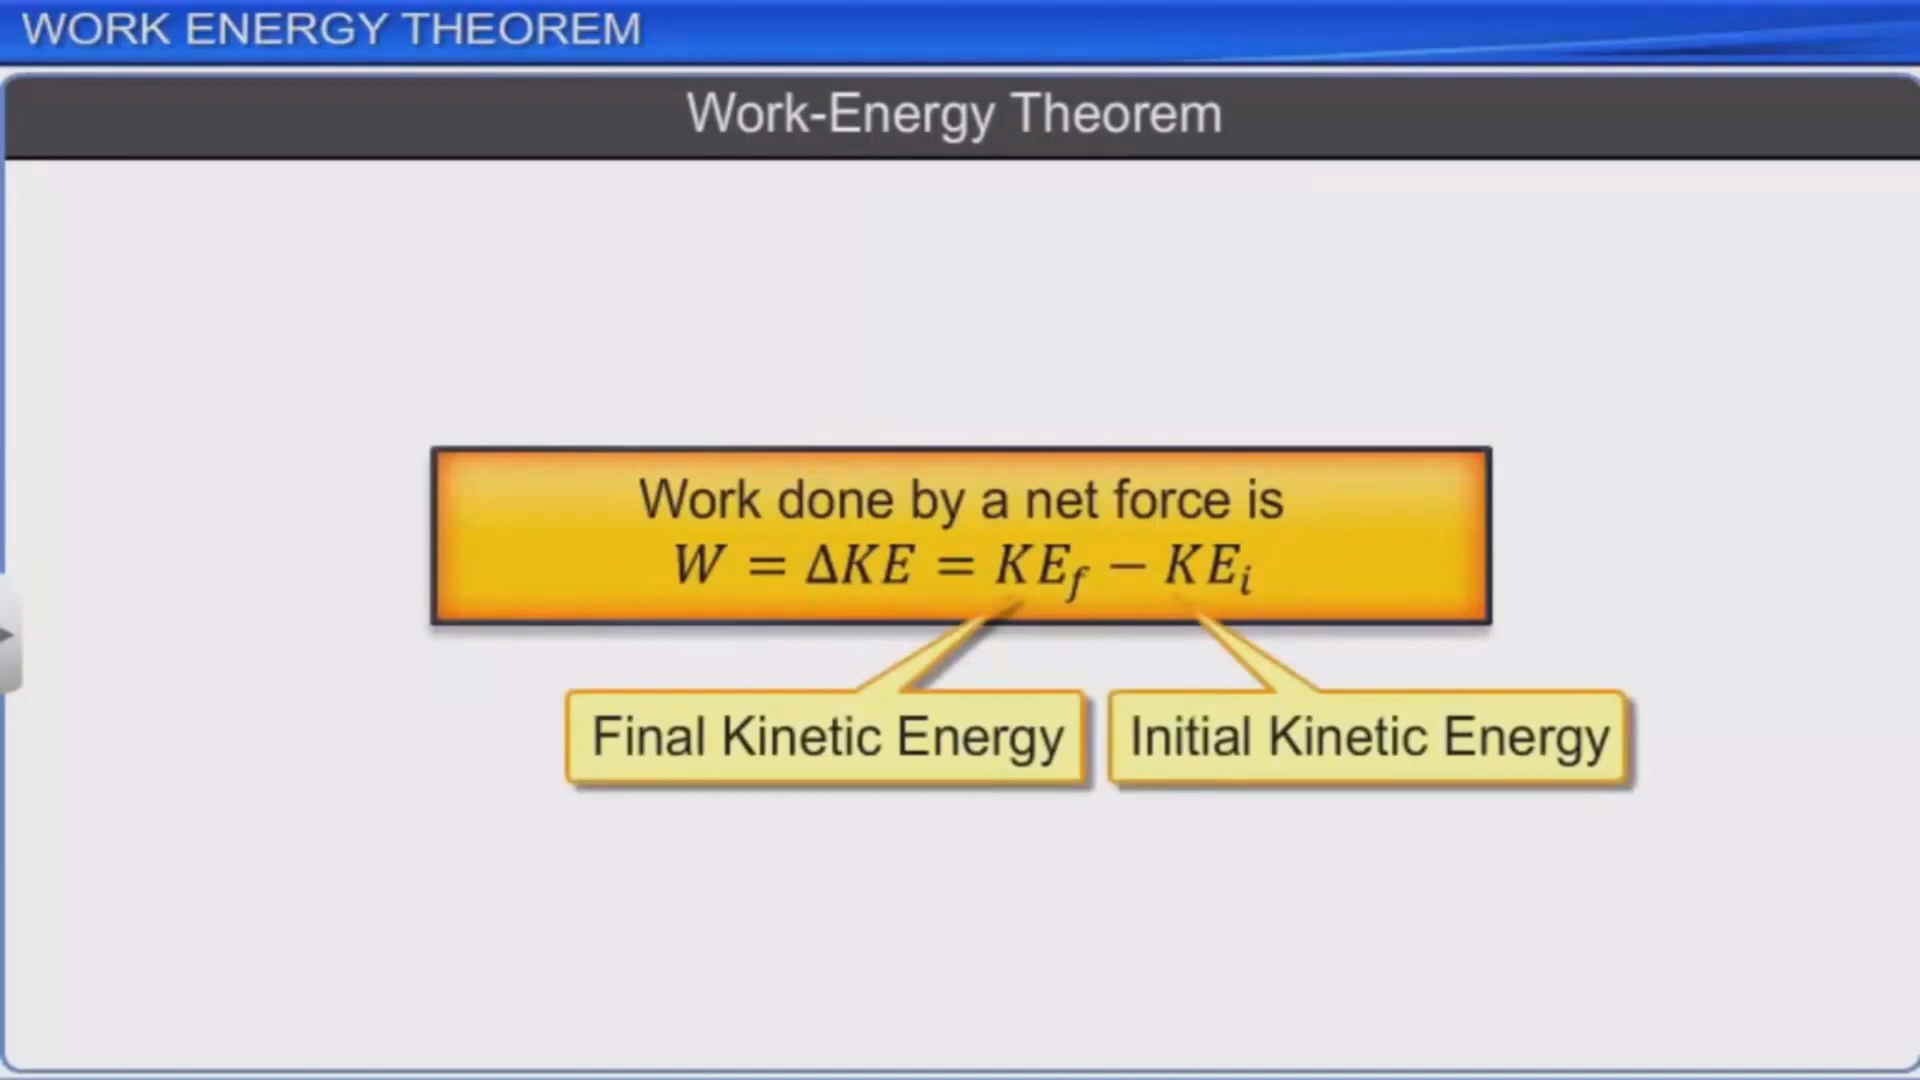 WORK ENERGY THEOREM
Work-Energy Theorem
Work done by a net force is
W = ΔKE = KE_f − KE_i
Final Kinetic Energy
Initial Kinetic Energy